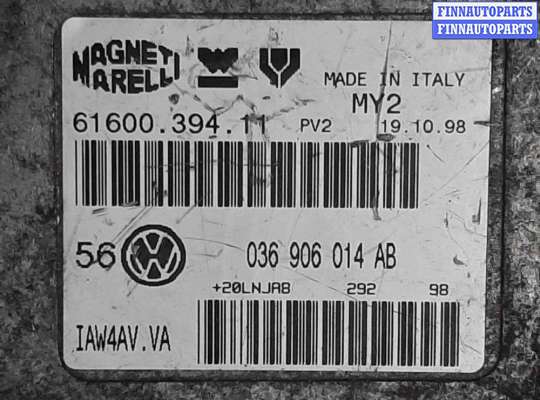 FINNAUTOPARTS
FINNAUTOPARTS
MAGNETI
MARELLI
MADE IN ITALY
MY2
61600.394.11 PV2 19.10.98
56 VW 036 906 014 AB
+20LNJAB 292 98
IAW4AV.VA